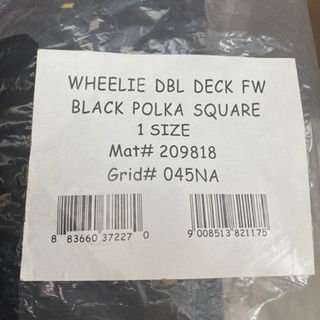 WHEELIE DBL DECK FW
BLACK POLKA SQUARE
1 SIZE
Mat# 209818
Grid# 045NA
8 83660 37227 0
9 008513 821175